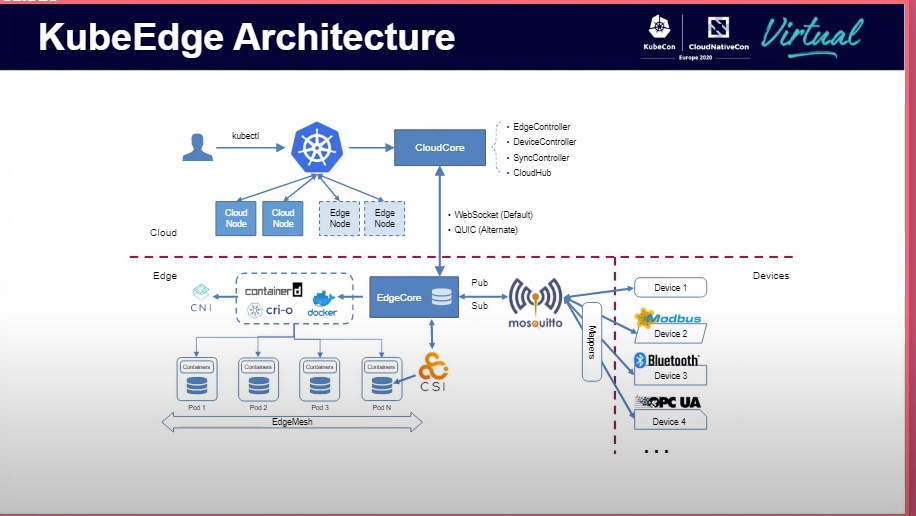 KubeEdge Architecture
KubeCon
CloudNativeCon
Europe 2020
Virtual
kubectl
CloudCore
• EdgeController
• DeviceController
• SyncController
• CloudHub
Cloud Node
Cloud Node
Edge Node
Edge Node
• WebSocket (Default)
• QUIC (Alternate)
Cloud
Edge
Devices
CNI
containerd
cri-o
docker
EdgeCore
Pub
Sub
mosquitto
Mappers
Device 1
Modbus
Device 2
Bluetooth
Device 3
OPC UA
Device 4
...
Containers
Containers
Containers
Containers
CSI
Pod 1
Pod 2
Pod 3
Pod N
EdgeMesh